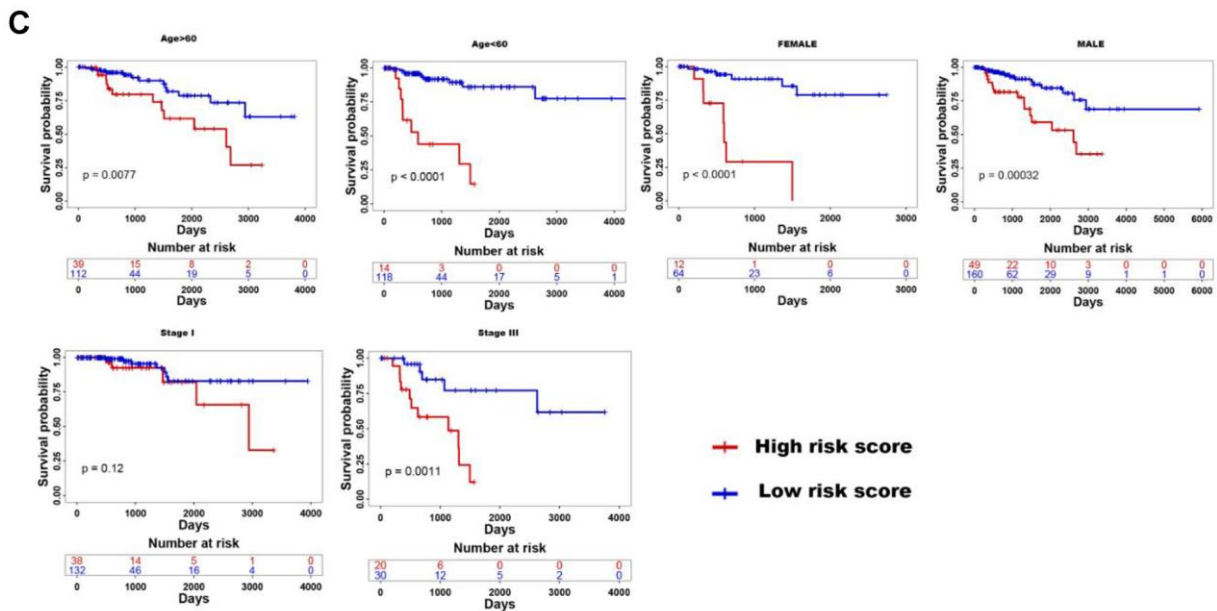 C
Age>60
Survival probability
0.00 0.25 0.50 0.75 1.00
p = 0.0077
0 1000 2000 3000 4000
Days
Number at risk
39 15 8 2 0
112 44 19 5 0
0 1000 2000 3000 4000
Days
Age<60
Survival probability
0.00 0.25 0.50 0.75 1.00
p < 0.0001
0 1000 2000 3000 4000
Days
Number at risk
14 3 0 0 0
118 44 17 5 1
0 1000 2000 3000 4000
Days
FEMALE
Survival probability
0.00 0.25 0.50 0.75 1.00
p < 0.0001
0 1000 2000 3000
Days
Number at risk
12 1 0 0
64 23 6 0
0 1000 2000 3000
Days
MALE
Survival probability
0.00 0.25 0.50 0.75 1.00
p = 0.00032
0 1000 2000 3000 4000 5000 6000
Days
Number at risk
49 22 10 3 0 0 0
160 62 29 9 1 1 0
0 1000 2000 3000 4000 5000 6000
Days
Stage I
Survival probability
0.00 0.25 0.50 0.75 1.00
p = 0.12
0 1000 2000 3000 4000
Days
Number at risk
38 14 5 1 0
132 46 16 4 0
0 1000 2000 3000 4000
Days
Stage III
Survival probability
0.00 0.25 0.50 0.75 1.00
p = 0.0011
0 1000 2000 3000 4000
Days
Number at risk
20 6 0 0 0
30 12 5 2 0
0 1000 2000 3000 4000
Days
High risk score
Low risk score